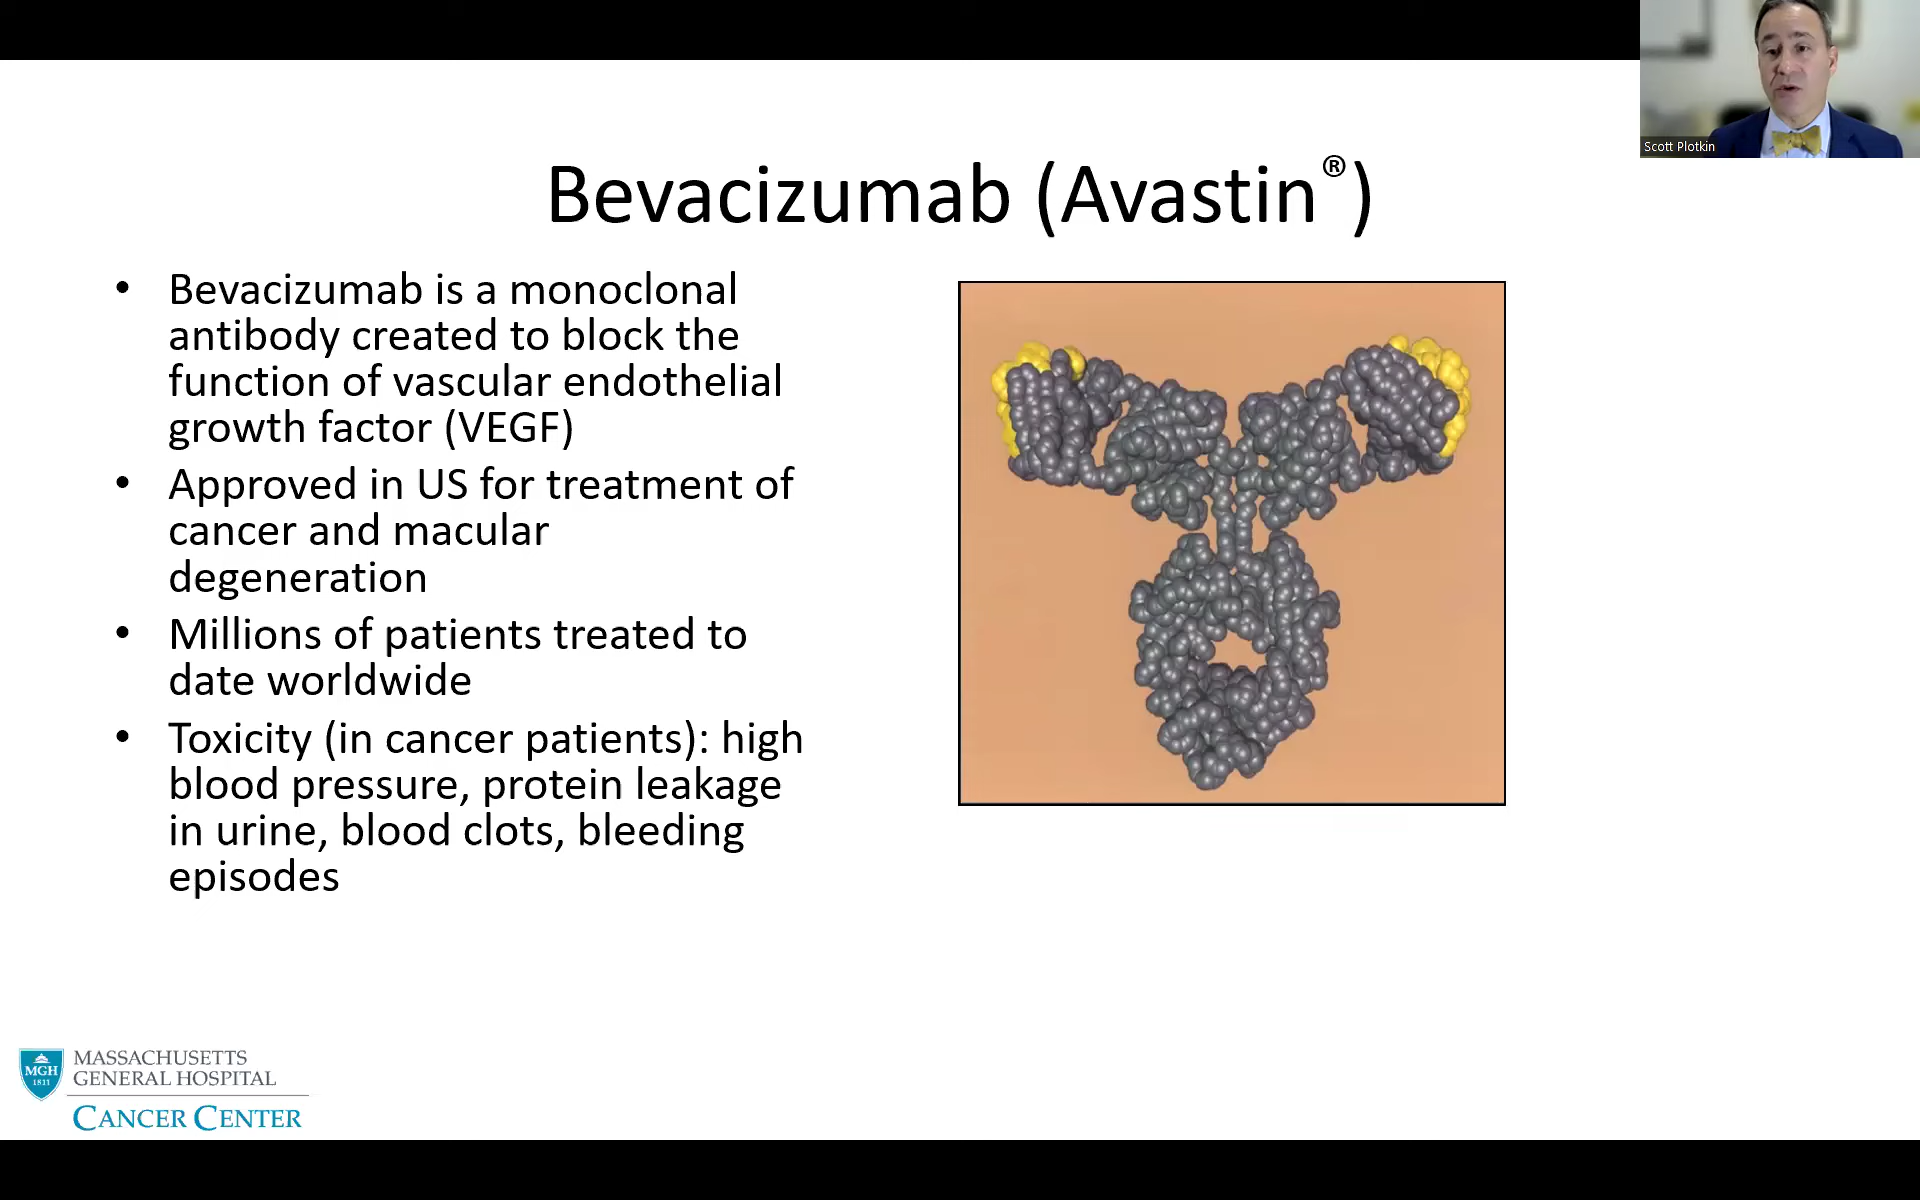 Scott Plotkin
Bevacizumab (Avastin®)
• Bevacizumab is a monoclonal
antibody created to block the
function of vascular endothelial
growth factor (VEGF)
• Approved in US for treatment of
cancer and macular
degeneration
• Millions of patients treated to
date worldwide
• Toxicity (in cancer patients): high
blood pressure, protein leakage
in urine, blood clots, bleeding
episodes
MGH
1811
MASSACHUSETTS
GENERAL HOSPITAL
CANCER CENTER